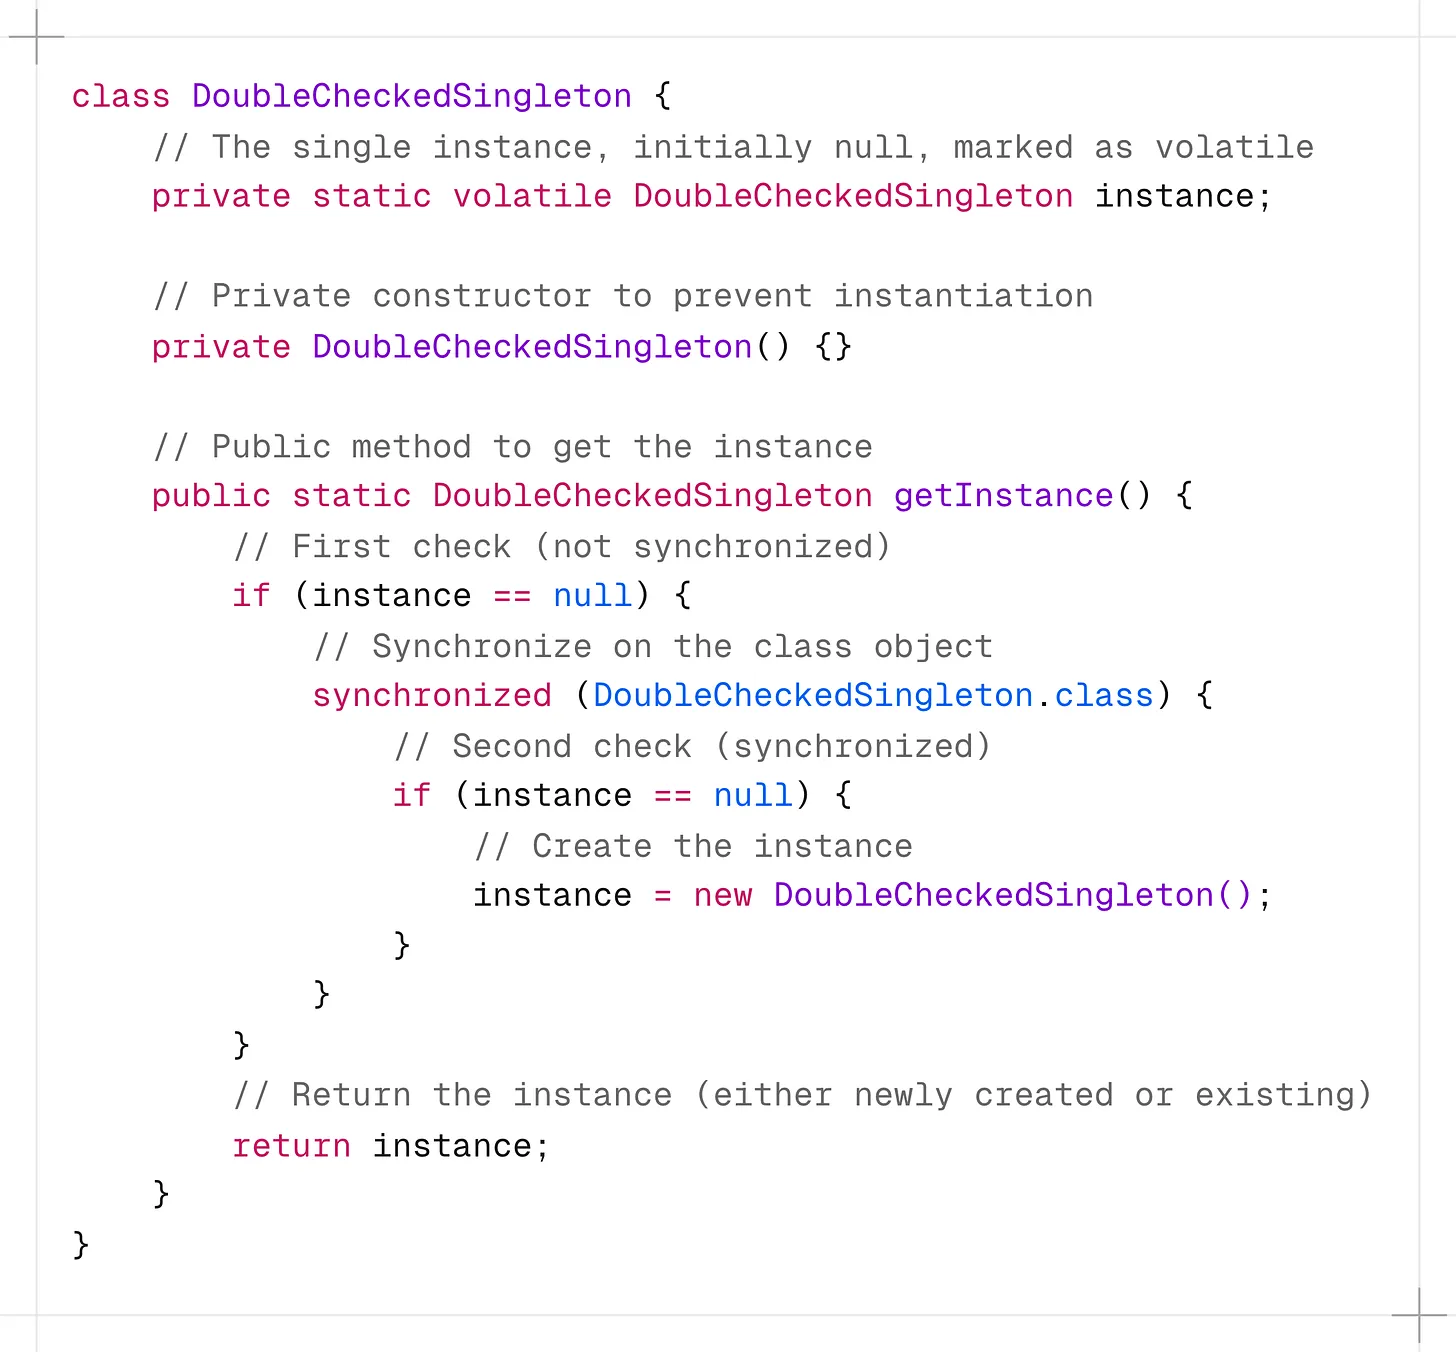 class DoubleCheckedSingleton {
    // The single instance, initially null, marked as volatile
    private static volatile DoubleCheckedSingleton instance;

    // Private constructor to prevent instantiation
    private DoubleCheckedSingleton() {}

    // Public method to get the instance
    public static DoubleCheckedSingleton getInstance() {
        // First check (not synchronized)
        if (instance == null) {
            // Synchronize on the class object
            synchronized (DoubleCheckedSingleton.class) {
                // Second check (synchronized)
                if (instance == null) {
                    // Create the instance
                    instance = new DoubleCheckedSingleton();
                }
            }
        }
        // Return the instance (either newly created or existing)
        return instance;
    }
}